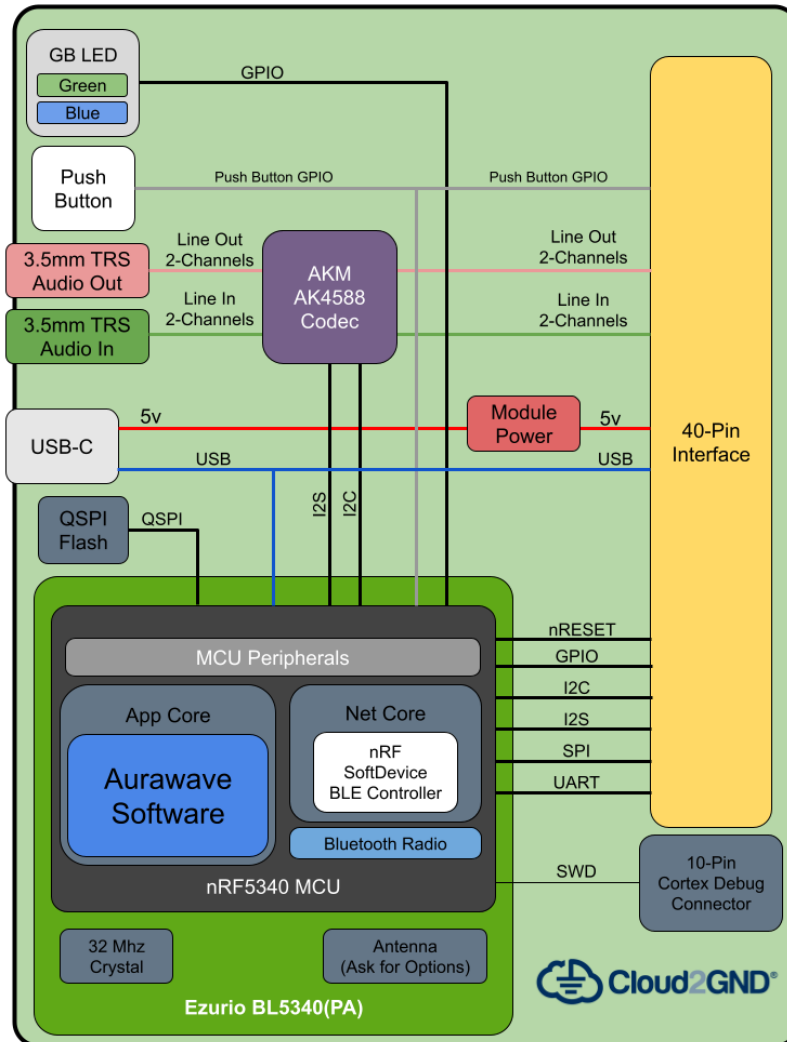 GB LED
Green
Blue
GPIO
Push
Button
Push Button GPIO
Push Button GPIO
3.5mm TRS
Audio Out
Line Out
2-Channels
AKM
AK4588
Codec
Line Out
2-Channels
3.5mm TRS
Audio In
Line In
2-Channels
Line In
2-Channels
40-Pin
Interface
USB-C
5v
Module
Power
5v
USB
USB
QSPI
Flash
QSPI
I2S
I2C
MCU Peripherals
App Core
Aurawave
Software
Net Core
nRF
SoftDevice
BLE Controller
Bluetooth Radio
nRF5340 MCU
nRESET
GPIO
I2C
I2S
SPI
UART
SWD
10-Pin
Cortex Debug
Connector
32 Mhz
Crystal
Antenna
(Ask for Options)
Ezurio BL5340(PA)
Cloud2GND®